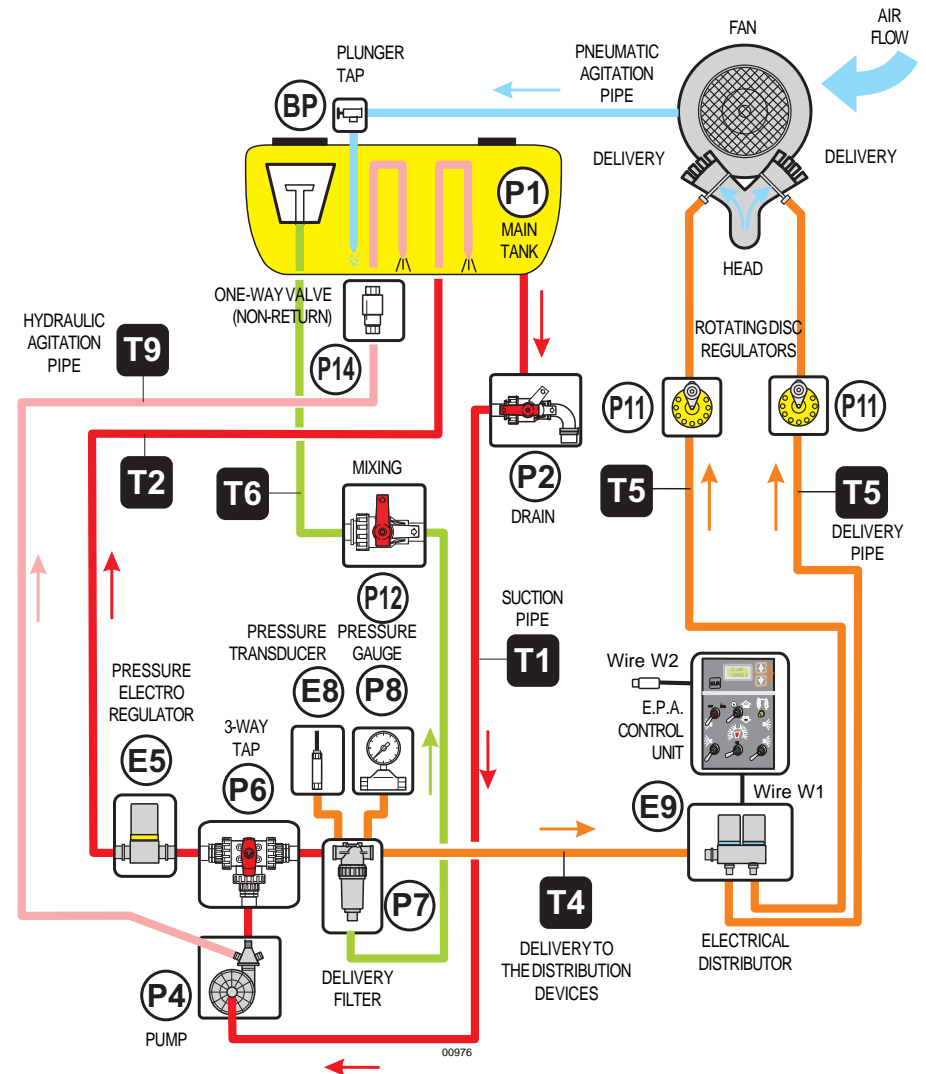 AIR
FLOW
FAN
PLUNGER
TAP
PNEUMATIC
AGITATION
PIPE
BP
DELIVERY
DELIVERY
P1
MAIN
TANK
HEAD
ONE-WAY VALVE
(NON-RETURN)
HYDRAULIC
AGITATION
PIPE
T9
P14
ROTATING DISC
REGULATORS
P11
P11
T2
T6
MIXING
P2
DRAIN
T5
T5
DELIVERY
PIPE
P12
SUCTION
PIPE
T1
PRESSURE
TRANSDUCER
PRESSURE
GAUGE
E8
P8
Wire W2
E.P.A.
CONTROL
UNIT
PRESSURE
ELECTRO
REGULATOR
E5
3-WAY
TAP
P6
Wire W1
E9
P7
T4
DELIVERY TO
THE DISTRIBUTION
DEVICES
ELECTRICAL
DISTRIBUTOR
DELIVERY
FILTER
P4
PUMP
00976